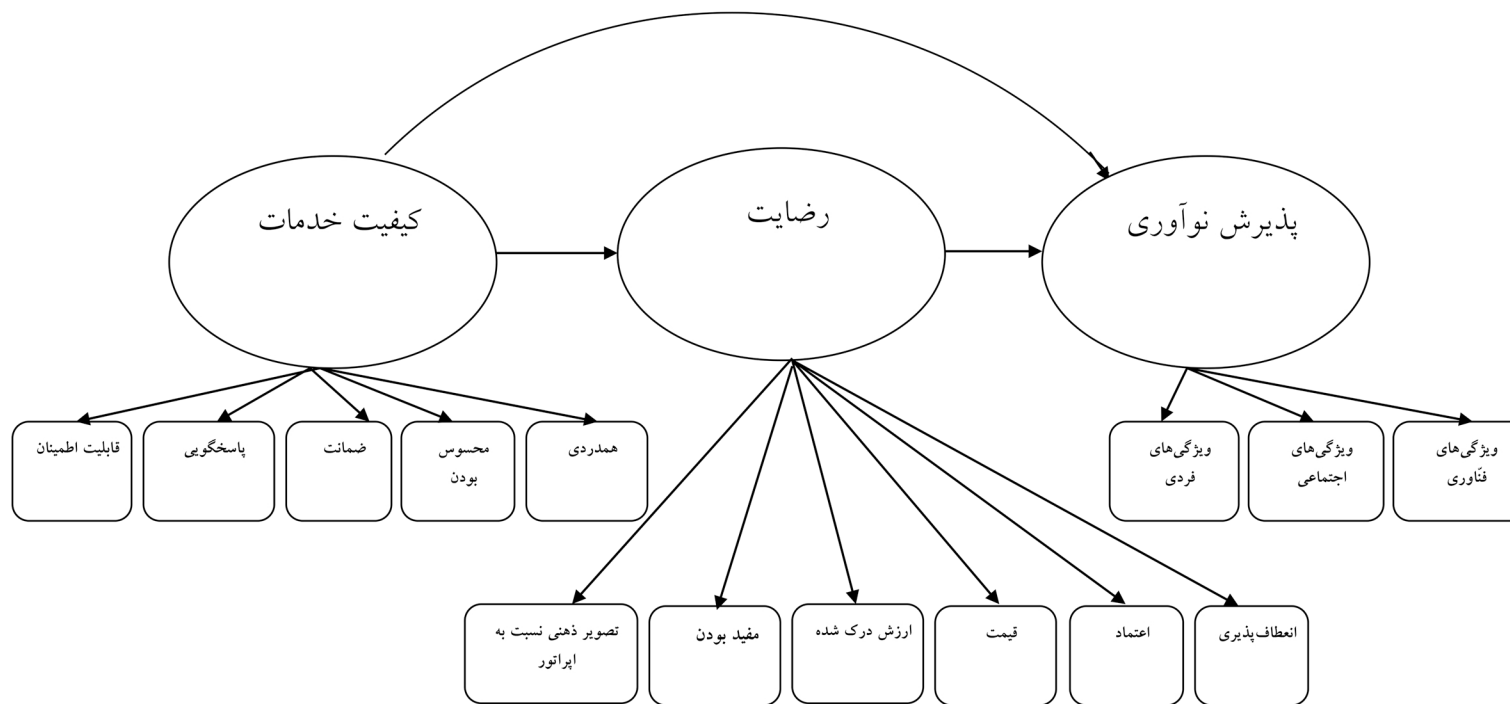 پذیرش نوآوری
رضایت
کیفیت خدمات
ویژگی‌های
فنّاوری
ویژگی‌های
اجتماعی
ویژگی‌های
فردی
همدردی
محسوس
بودن
ضمانت
پاسخگویی
قابلیت اطمینان
انعطاف‌پذیری
اعتماد
قیمت
ارزش درک شده
مفید بودن
تصویر ذهنی نسبت به
اپراتور